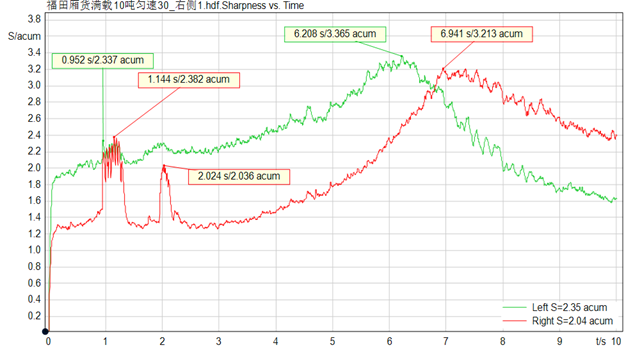 福田厢货满载10吨匀速30_右侧1.hdf.Sharpness vs. Time
S/acum
3.8
3.6
3.4
3.2
3.0
2.8
2.6
2.4
2.2
2.0
1.8
1.6
1.4
1.2
1.0
0.8
0.6
0.4
0.2
0.952 s/2.337 acum
1.144 s/2.382 acum
2.024 s/2.036 acum
6.208 s/3.365 acum
6.941 s/3.213 acum
Left S=2.35 acum
Right S=2.04 acum
0 1 2 3 4 5 6 7 8 9 t/s 10